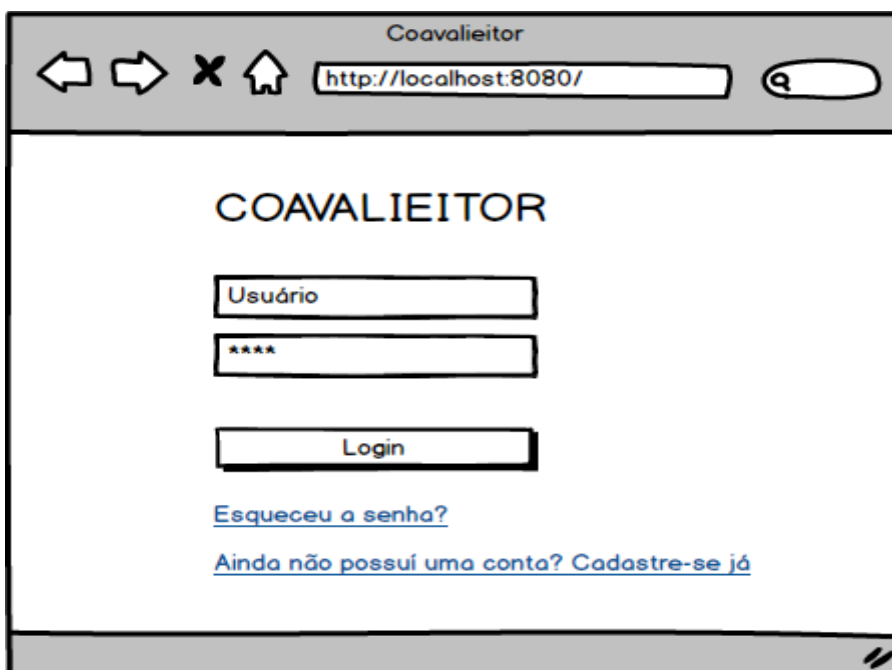 Coavalieitor
http://localhost:8080/
COAVALIEITOR
Usuário
****
Login
Esqueceu a senha?
Ainda não possuí uma conta? Cadastre-se já